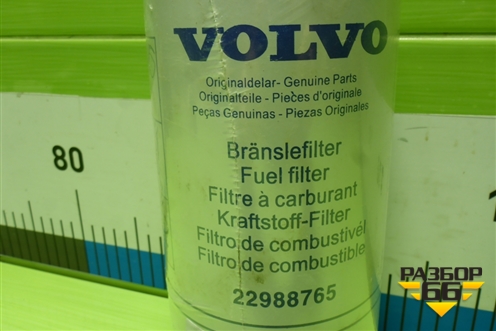 VOLVO
Originaldelar- Genuine Parts
Originalteile - Pièces d'originale
Peças Genuinas - Piezas Originales
Bränslefilter
Fuel filter
Filtre à carburant
Kraftstoff-Filter
Filtro de combustivél
Filtro de combustible
22988765
80
РАЗБОР
66